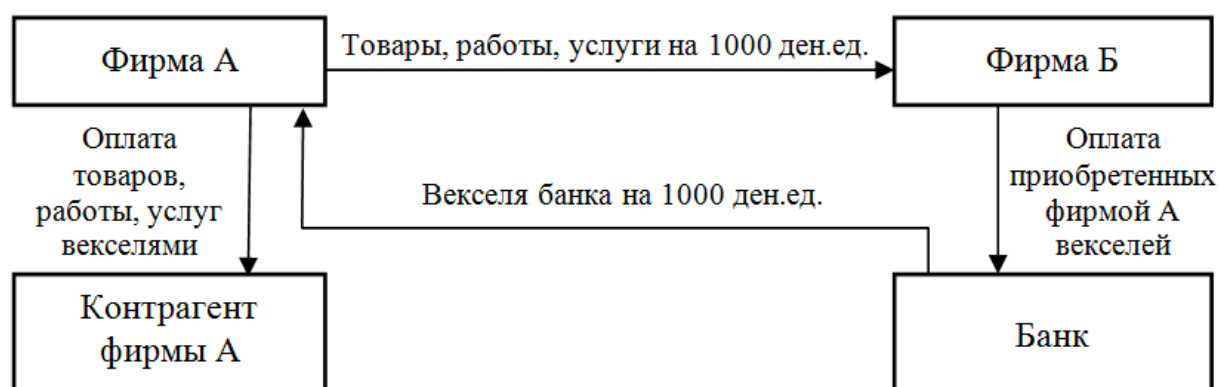 Фирма А
Товары, работы, услуги на 1000 ден.ед.
Фирма Б
Оплата
товаров,
работы, услуг
векселями
Векселя банка на 1000 ден.ед.
Оплата
приобретенных
фирмой А
векселей
Контрагент
фирмы А
Банк